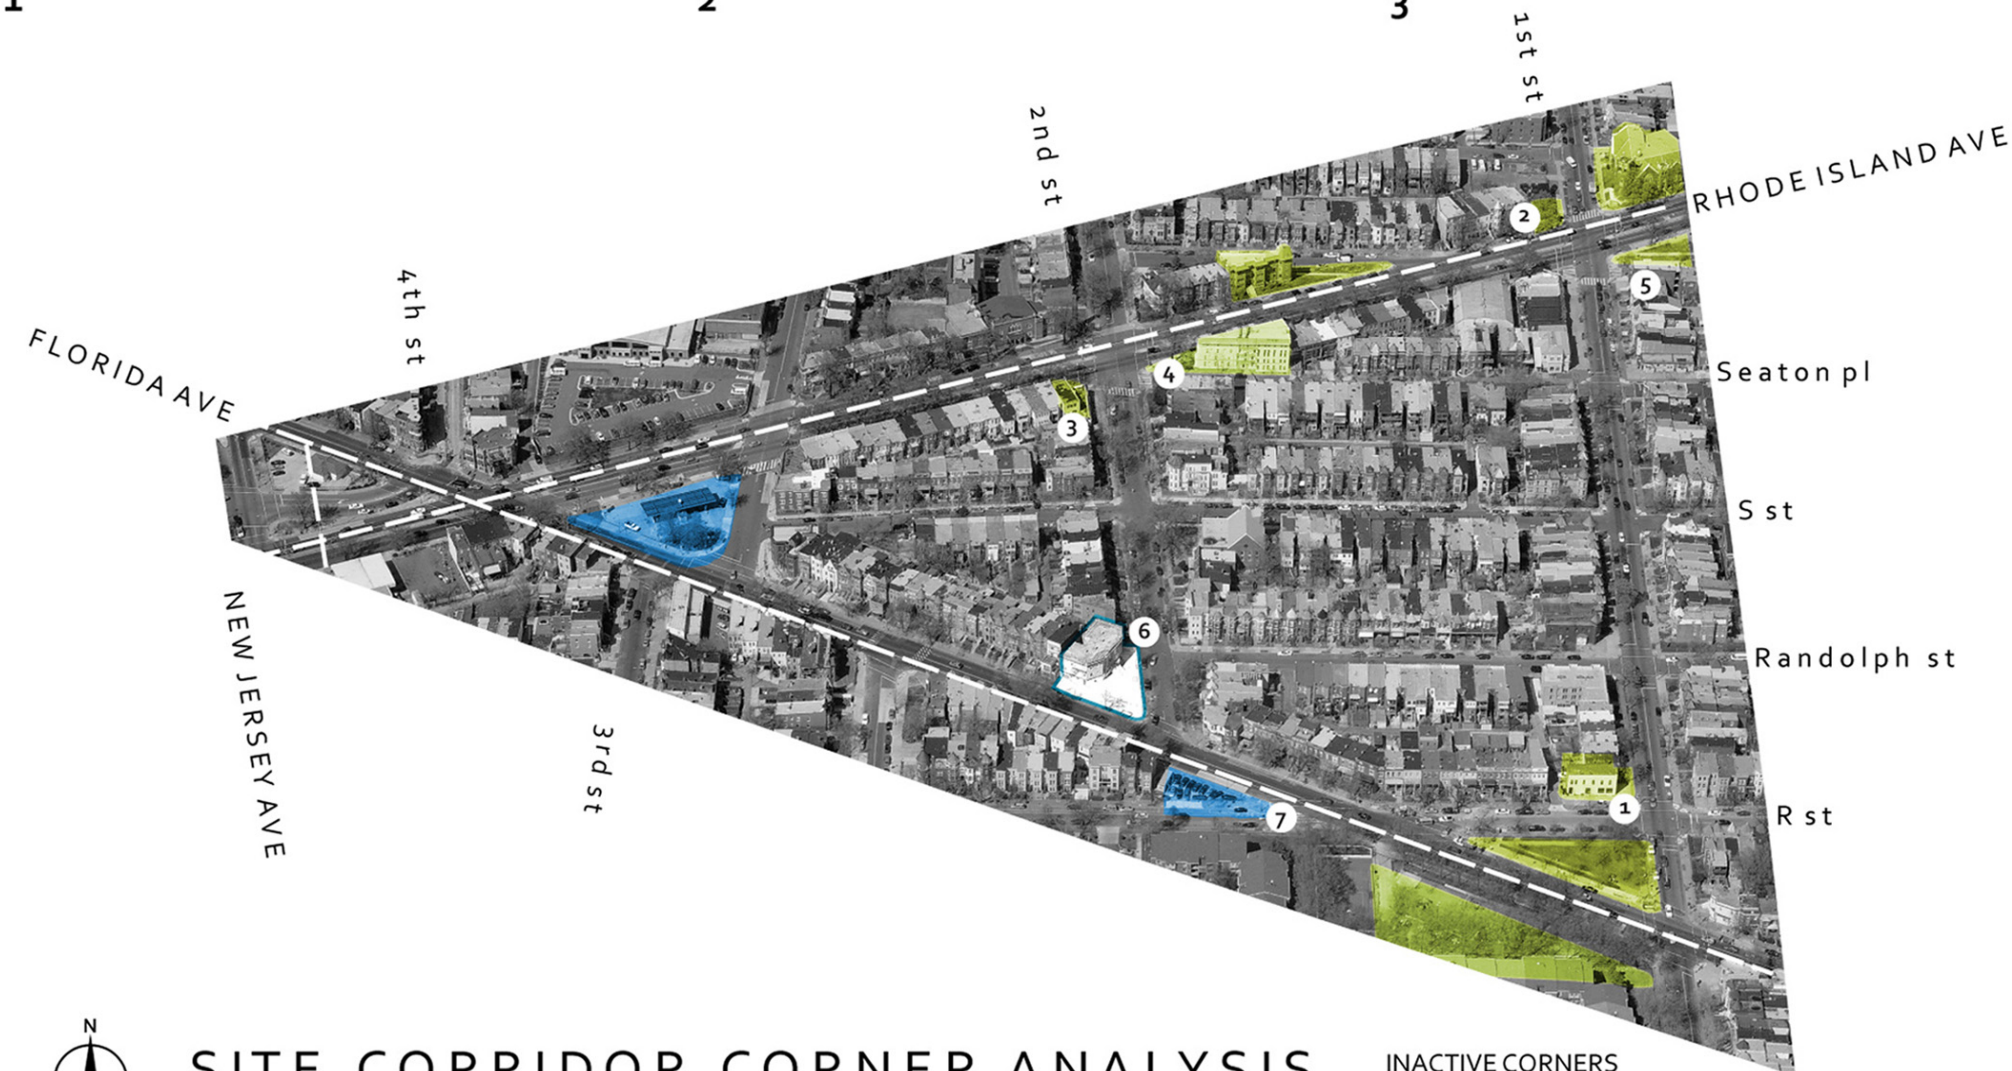 1
2
3
1st st
2nd st
RHODE ISLAND AVE
2
4th st
5
FLORIDA AVE
4
Seaton pl
3
S st
6
NEW JERSEY AVE
Randolph st
3rd st
7
1
R st
N
SITE CORRIDOR CORNER ANALYSIS
INACTIVE CORNERS